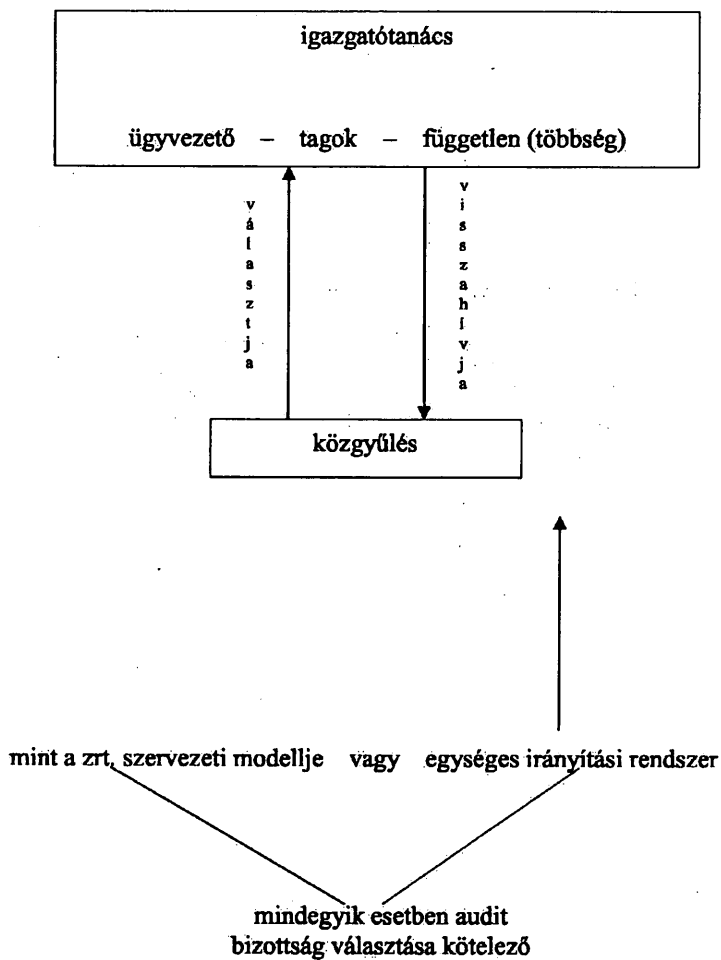 igazgatótanács
ügyvezető – tagok – független (többség)
választja
visszahívja
közgyűlés
mint a zrt. szervezeti modellje vagy egységes irányítási rendszer
mindegyik esetben audit
bizottság választása kötelező